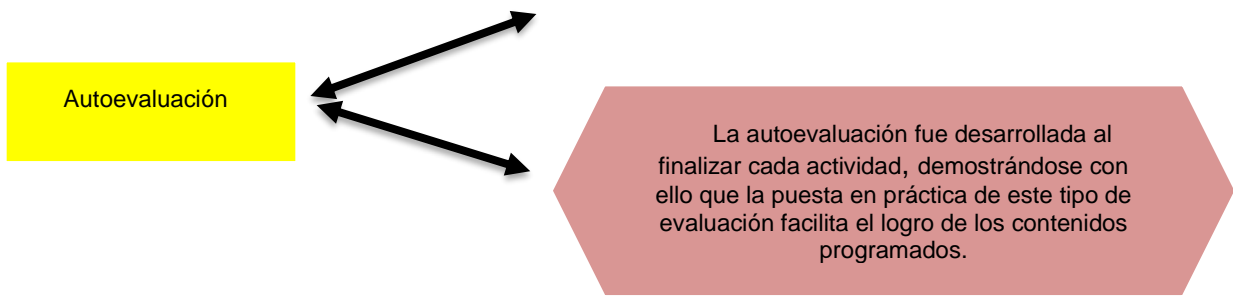 Autoevaluación
La autoevaluación fue desarrollada al
finalizar cada actividad, demostrándose con
ello que la puesta en práctica de este tipo de
evaluación facilita el logro de los contenidos
programados.